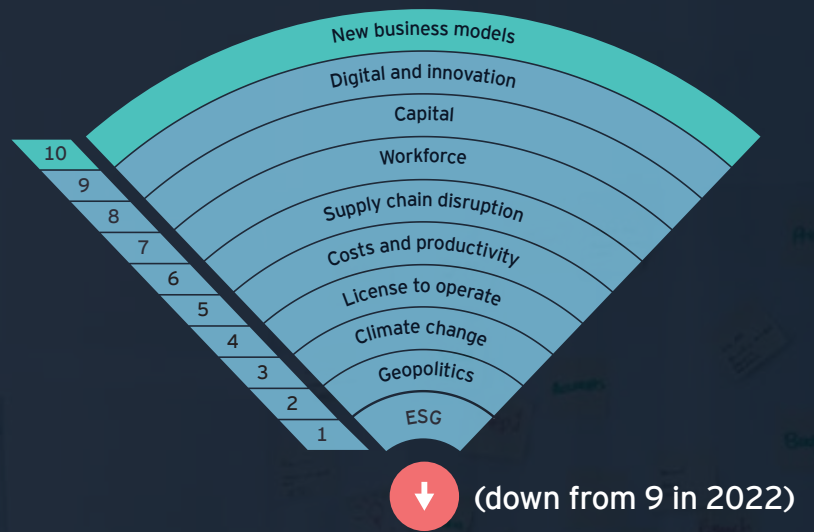 New business models
Digital and innovation
Capital
Workforce
Supply chain disruption
Costs and productivity
License to operate
Climate change
Geopolitics
ESG
10
9
8
7
6
5
4
3
2
1
(down from 9 in 2022)